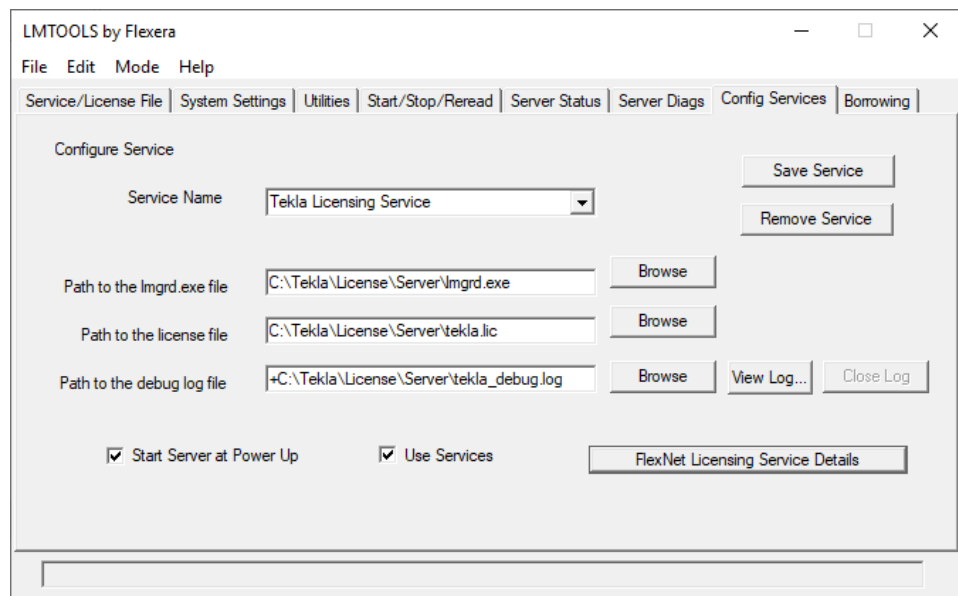 LMTOOLS by Flexera
File Edit Mode Help
Service/License File System Settings Utilities Start/Stop/Reread Server Status Server Diags Config Services Borrowing
Configure Service
Save Service
Service Name Tekla Licensing Service
Remove Service
Path to the lmgrd.exe file C:\Tekla\License\Server\lmgrd.exe Browse
Path to the license file C:\Tekla\License\Server\tekla.lic Browse
Path to the debug log file +C:\Tekla\License\Server\tekla_debug.log Browse View Log... Close Log
Start Server at Power Up Use Services FlexNet Licensing Service Details